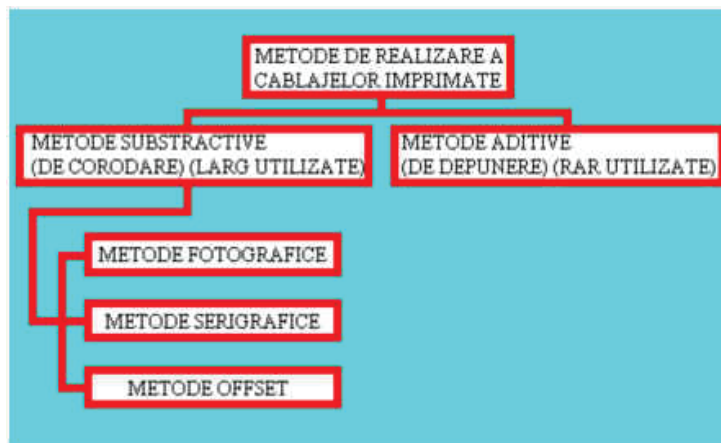 METODE DE REALIZARE A
CABLAJELOR IMPRIMATE
METODE SUBSTRACTIVE
(DE CORODARE) (LARG UTILIZATE)
METODE ADITIVE
(DE DEPUNERE) (RAR UTILIZATE)
METODE FOTOGRAFICE
METODE SERIGRAFICE
METODE OFFSET